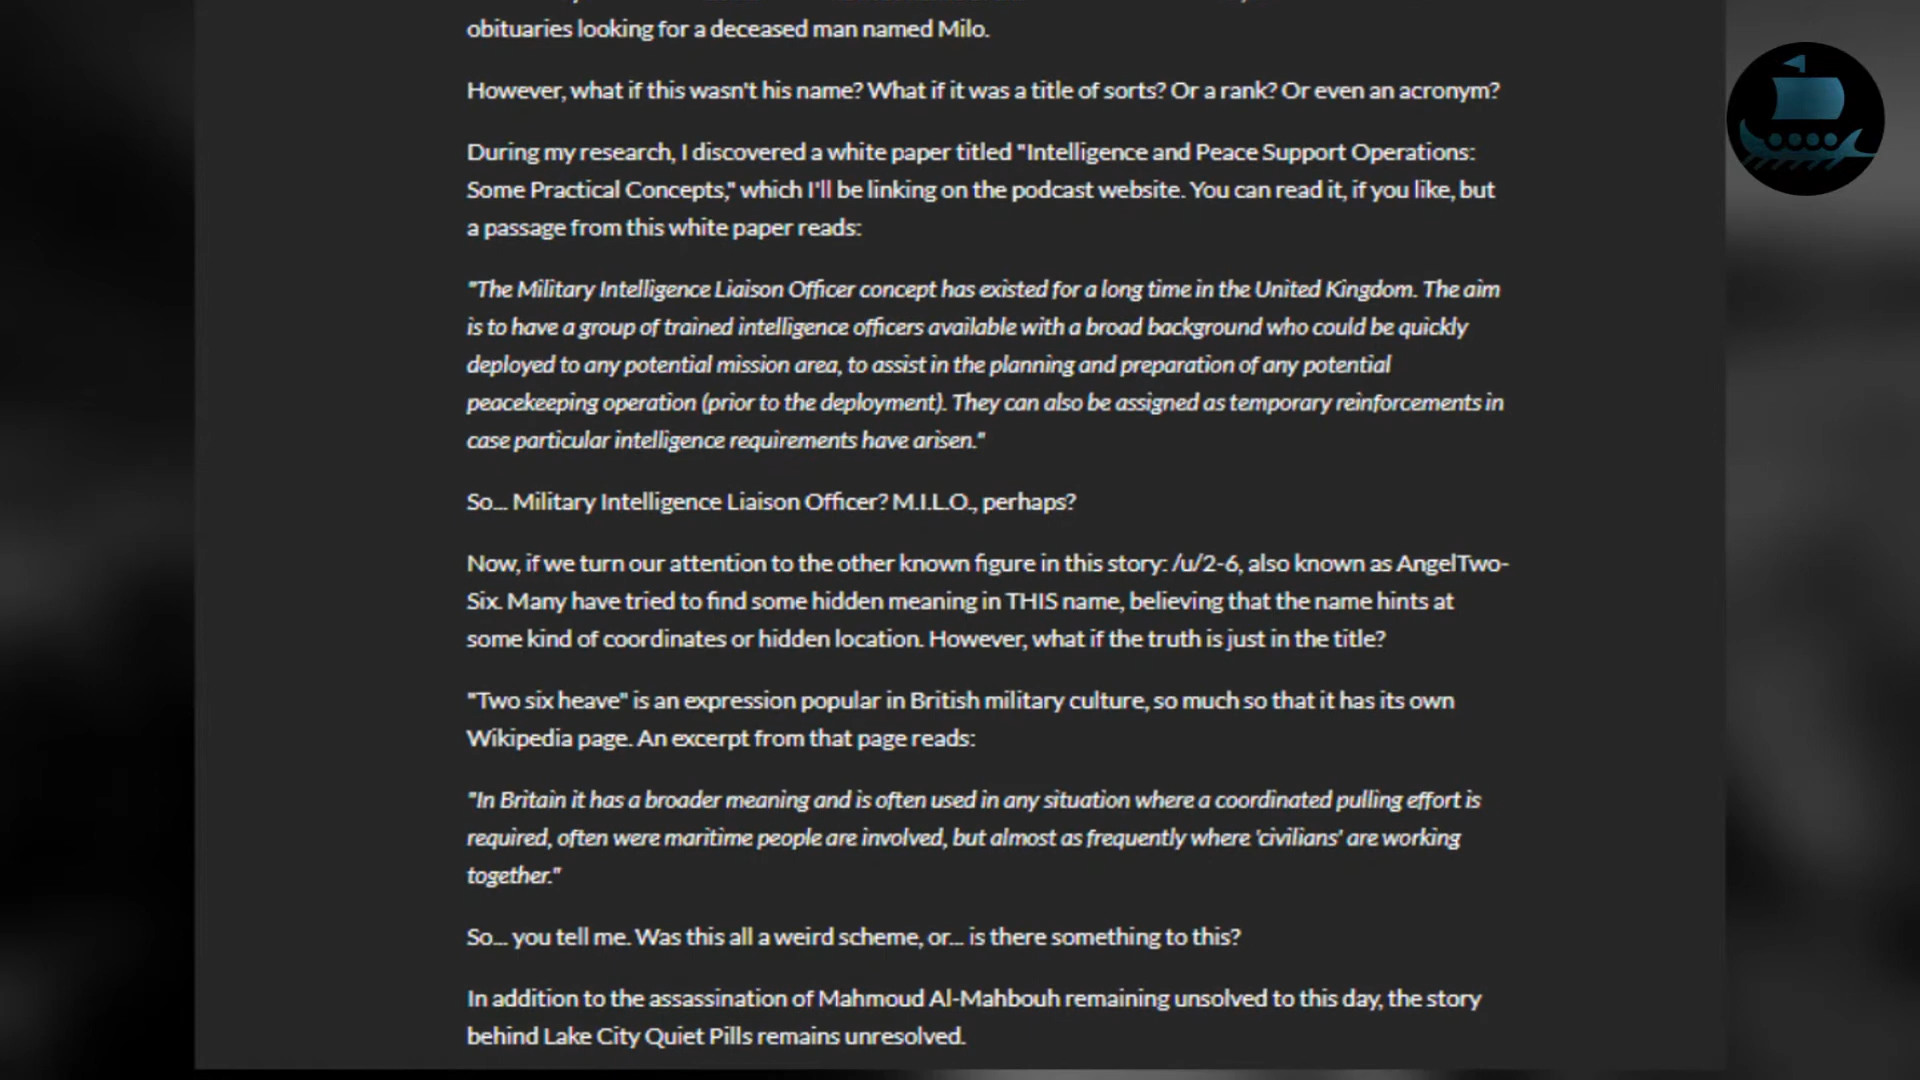 obituaries looking for a deceased man named Milo.
However, what if this wasn't his name? What if it was a title of sorts? Or a rank? Or even an acronym?
During my research, I discovered a white paper titled "Intelligence and Peace Support Operations:
Some Practical Concepts," which I'll be linking on the podcast website. You can read it, if you like, but
a passage from this white paper reads:
"The Military Intelligence Liaison Officer concept has existed for a long time in the United Kingdom. The aim
is to have a group of trained intelligence officers available with a broad background who could be quickly
deployed to any potential mission area, to assist in the planning and preparation of any potential
peacekeeping operation (prior to the deployment). They can also be assigned as temporary reinforcements in
case particular intelligence requirements have arisen."
So... Military Intelligence Liaison Officer? M.I.L.O., perhaps?
Now, if we turn our attention to the other known figure in this story: /u/2-6, also known as AngelTwo-
Six. Many have tried to find some hidden meaning in THIS name, believing that the name hints at
some kind of coordinates or hidden location. However, what if the truth is just in the title?
"Two six heave" is an expression popular in British military culture, so much so that it has its own
Wikipedia page. An excerpt from that page reads:
"In Britain it has a broader meaning and is often used in any situation where a coordinated pulling effort is
required, often were maritime people are involved, but almost as frequently where 'civilians' are working
together."
So... you tell me. Was this all a weird scheme, or... is there something to this?
In addition to the assassination of Mahmoud Al-Mahbouh remaining unsolved to this day, the story
behind Lake City Quiet Pills remains unresolved.